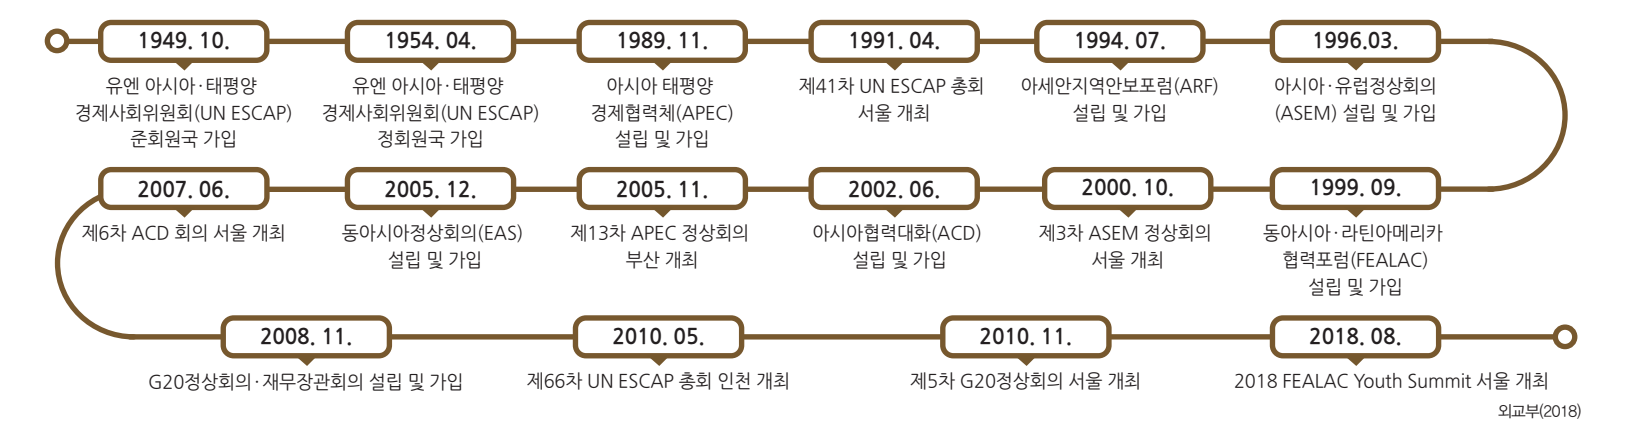 1949. 10.
유엔 아시아·태평양
경제사회위원회(UN ESCAP)
준회원국 가입
1954. 04.
유엔 아시아·태평양
경제사회위원회(UN ESCAP)
정회원국 가입
1989. 11.
아시아 태평양
경제협력체(APEC)
설립 및 가입
1991. 04.
제41차 UN ESCAP 총회
서울 개최
1994. 07.
아세안지역안보포럼(ARF)
설립 및 가입
1996.03.
아시아·유럽정상회의
(ASEM) 설립 및 가입
1999. 09.
동아시아·라틴아메리카
협력포럼(FEALAC)
설립 및 가입
2000. 10.
제3차 ASEM 정상회의
서울 개최
2002. 06.
아시아협력대화(ACD)
설립 및 가입
2005. 11.
제13차 APEC 정상회의
부산 개최
2005. 12.
동아시아정상회의(EAS)
설립 및 가입
2007. 06.
제6차 ACD 회의 서울 개최
2008. 11.
G20정상회의·재무장관회의 설립 및 가입
2010. 05.
제66차 UN ESCAP 총회 인천 개최
2010. 11.
제5차 G20정상회의 서울 개최
2018. 08.
2018 FEALAC Youth Summit 서울 개최
외교부(2018)